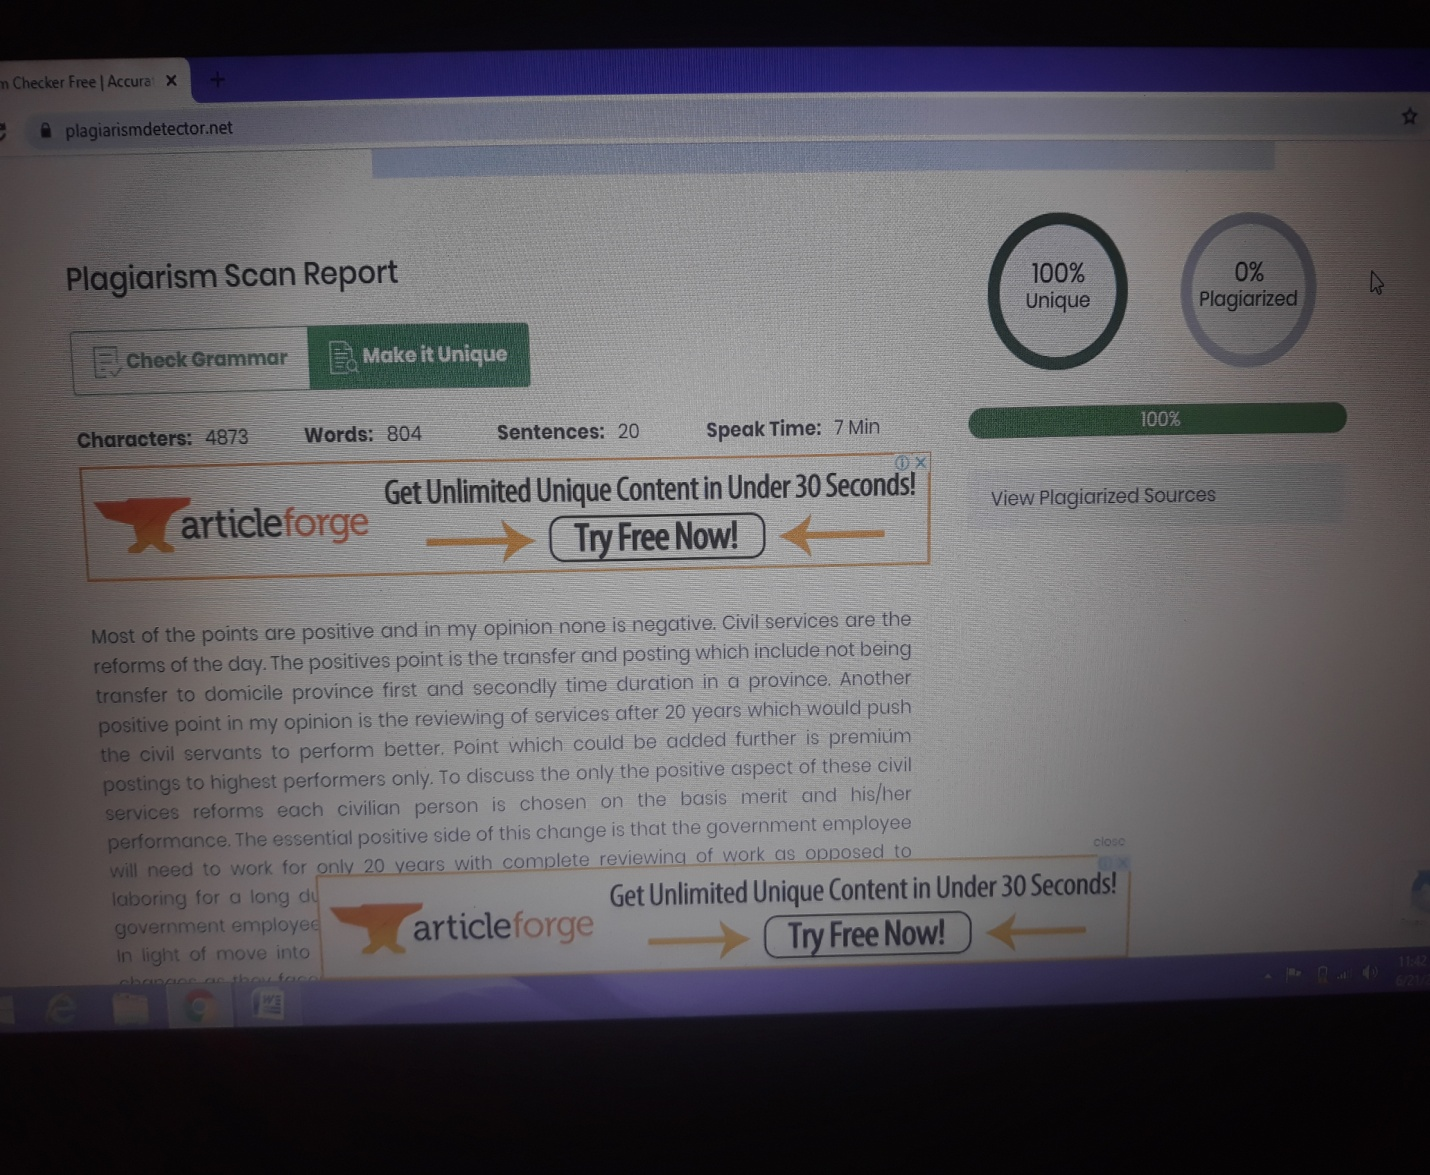 m Checker Free | Accura
plagiarismdetector.net
Plagiarism Scan Report
100%
Unique
0%
Plagiarized
Check Grammar
Make it Unique
Characters: 4873 Words: 804 Sentences: 20 Speak Time: 7 Min
100%
View Plagiarized Sources
articleforge
Get Unlimited Unique Content in Under 30 Seconds!
Try Free Now!
Most of the points are positive and in my opinion none is negative. Civil services are the
reforms of the day. The positives point is the transfer and posting which include not being
transfer to domicile province first and secondly time duration in a province. Another
positive point in my opinion is the reviewing of services after 20 years which would push
the civil servants to perform better. Point which could be added further is premium
postings to highest performers only. To discuss the only the positive aspect of these civil
services reforms each civilian person is chosen on the basis merit and his/her
performance. The essential positive side of this change is that the government employee
will need to work for only 20 years with complete reviewing of work as opposed to
laboring for a long du
government employee
In light of move into
changes as they face
close
articleforge
Get Unlimited Unique Content in Under 30 Seconds!
Try Free Now!
11:42